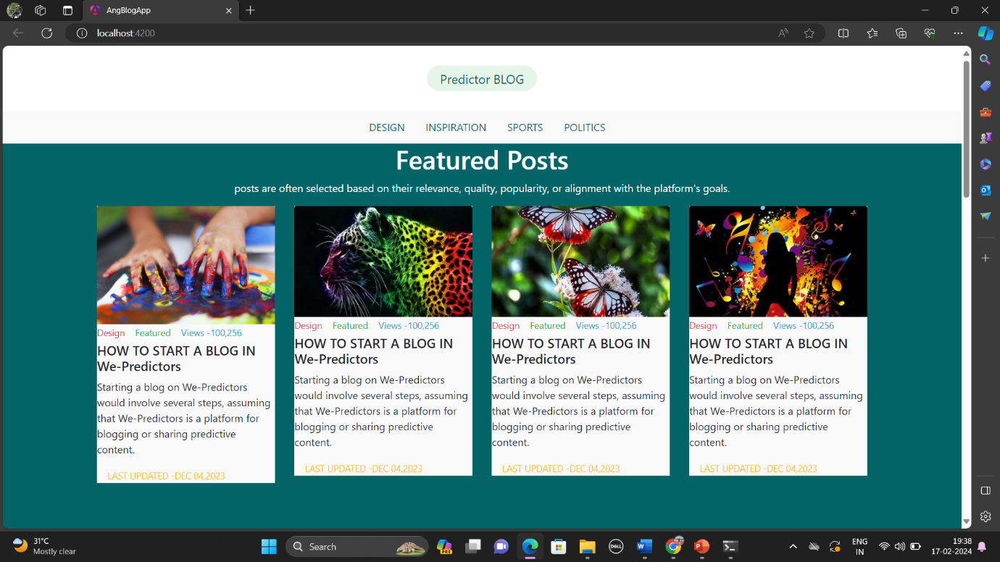 AngBlogApp
localhost:4200
Predictor BLOG
DESIGN INSPIRATION SPORTS POLITICS
Featured Posts
posts are often selected based on their relevance, quality, popularity, or alignment with the platform's goals.
Design Featured Views -100,256
HOW TO START A BLOG IN
We-Predictors
Starting a blog on We-Predictors
would involve several steps, assuming
that We-Predictors is a platform for
blogging or sharing predictive
content.
LAST UPDATED -DEC 04,2023
Design Featured Views -100,256
HOW TO START A BLOG IN
We-Predictors
Starting a blog on We-Predictors
would involve several steps, assuming
that We-Predictors is a platform for
blogging or sharing predictive
content.
LAST UPDATED -DEC 04,2023
Design Featured Views -100,256
HOW TO START A BLOG IN
We-Predictors
Starting a blog on We-Predictors
would involve several steps, assuming
that We-Predictors is a platform for
blogging or sharing predictive
content.
LAST UPDATED -DEC 04,2023
Design Featured Views -100,256
HOW TO START A BLOG IN
We-Predictors
Starting a blog on We-Predictors
would involve several steps, assuming
that We-Predictors is a platform for
blogging or sharing predictive
content.
LAST UPDATED -DEC 04,2023
31°C
Mostly clear
Search
PRE
DELL
ENG
IN
19:38
17-02-2024